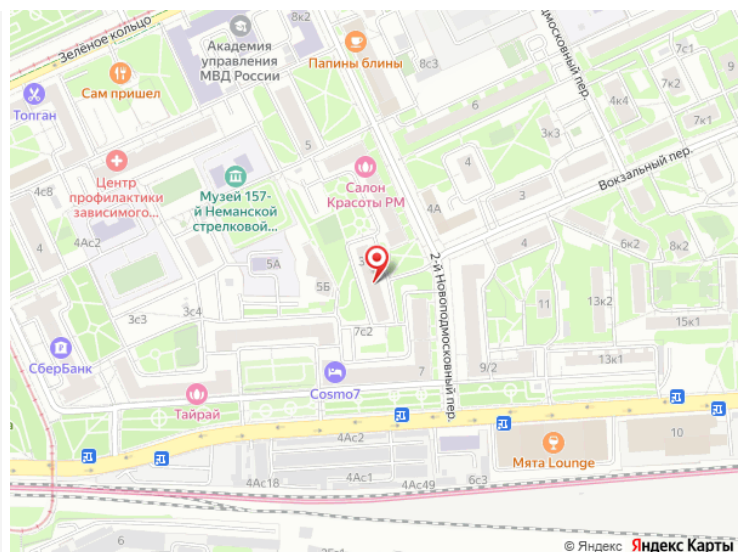 8к2
Зелёное кольцо
Академия
управления
МВД России
Папины блины
8с3
Новоподмосковный пер.
7с1
9
7к2
Сам пришел
Топган
6
4к4
7к1
3к3
5
4
Центр
профилактики
зависимого...
Музей 157-
й Неманской
стрелковой...
Салон
Красоты РМ
Вокзальный пер.
4с8
4А
3
4
4Ас2
4
6к2
8к2
5А
5Б
3
2-й Новоподмосковный пер.
11
13к2
3с4
3с3
7с2
15к1
СберБанк
Cosmo7
7
9/2
13к1
Тайрай
а
4Ас2
10
Мята Lounge
4Ас1
4Ас18
4Ас49
6с3
6
© Яндекс Яндекс Карты